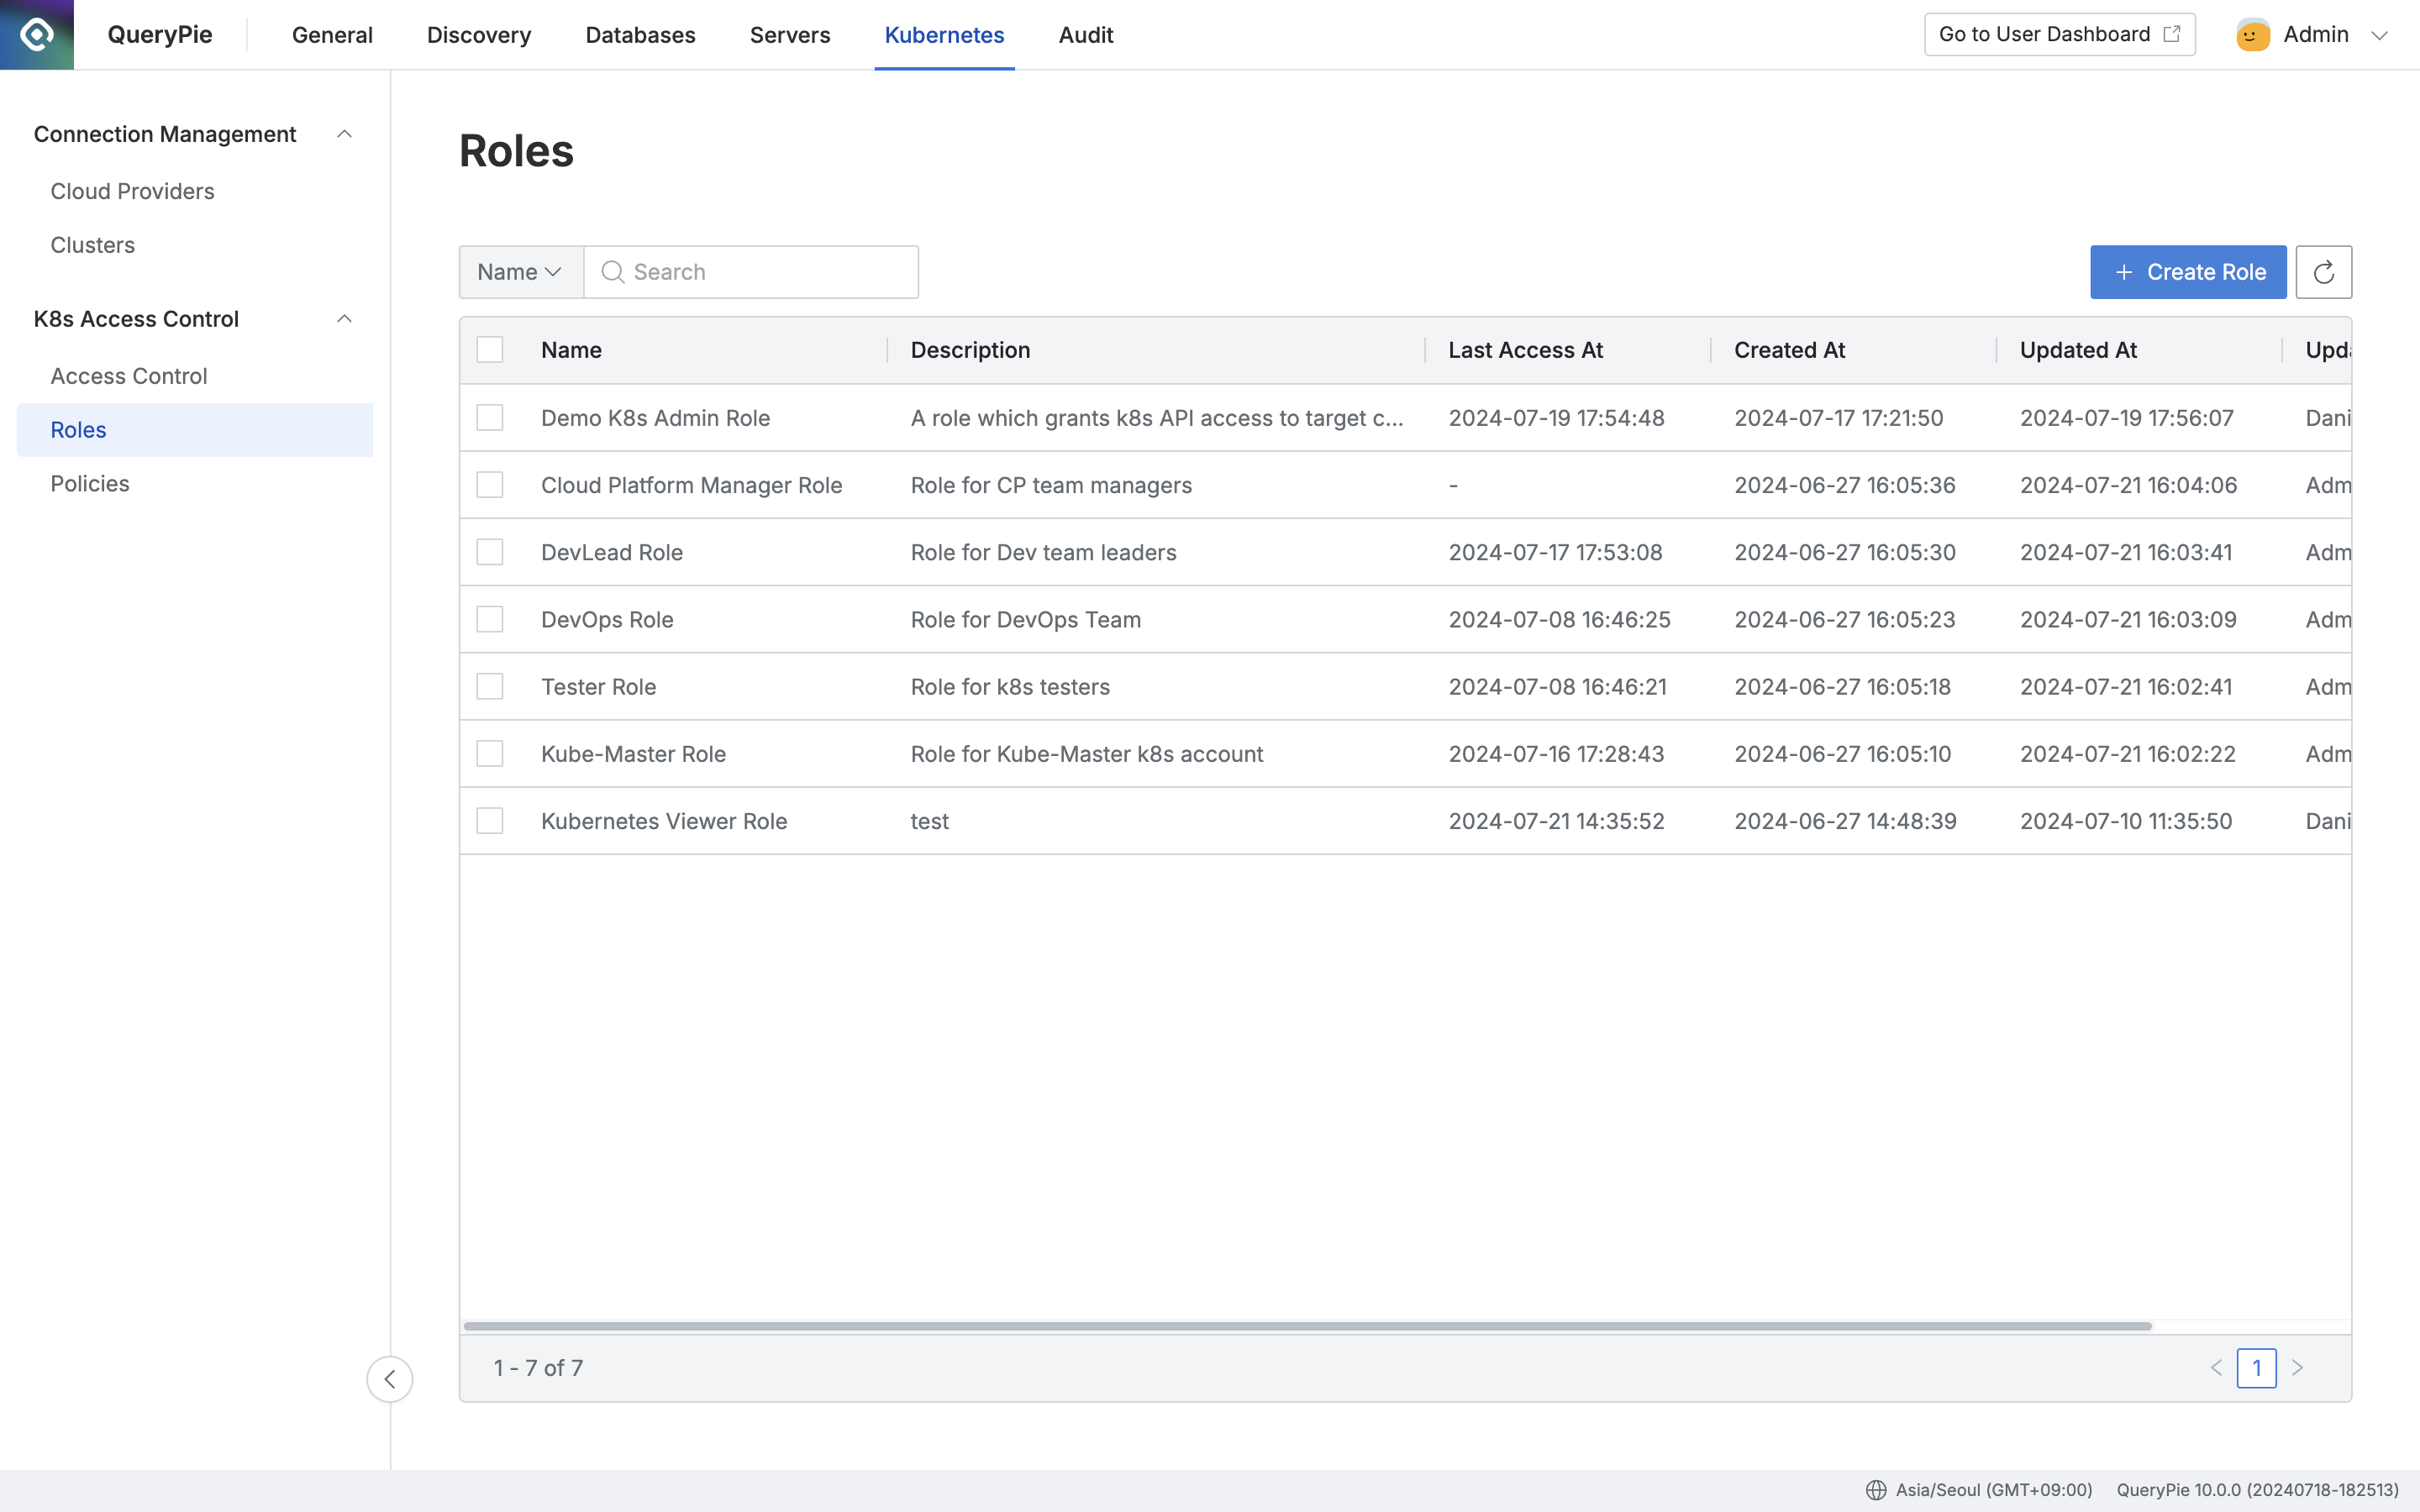 QueryPie
General
Discovery
Databases
Servers
Kubernetes
Audit
Go to User Dashboard
Admin
Connection Management
Cloud Providers
Clusters
K8s Access Control
Access Control
Roles
Policies
Roles
Name
Search
Create Role
Name Description Last Access At Created At Updated At Upd
Demo K8s Admin Role A role which grants k8s API access to target c... 2024-07-19 17:54:48 2024-07-17 17:21:50 2024-07-19 17:56:07 Dani
Cloud Platform Manager Role Role for CP team managers - 2024-06-27 16:05:36 2024-07-21 16:04:06 Adm
DevLead Role Role for Dev team leaders 2024-07-17 17:53:08 2024-06-27 16:05:30 2024-07-21 16:03:41 Adm
DevOps Role Role for DevOps Team 2024-07-08 16:46:25 2024-06-27 16:05:23 2024-07-21 16:03:09 Adm
Tester Role Role for k8s testers 2024-07-08 16:46:21 2024-06-27 16:05:18 2024-07-21 16:02:41 Adm
Kube-Master Role Role for Kube-Master k8s account 2024-07-16 17:28:43 2024-06-27 16:05:10 2024-07-21 16:02:22 Adm
Kubernetes Viewer Role test 2024-07-21 14:35:52 2024-06-27 14:48:39 2024-07-10 11:35:50 Dani
1 - 7 of 7
1
Asia/Seoul (GMT+09:00) QueryPie 10.0.0 (20240718-182513)